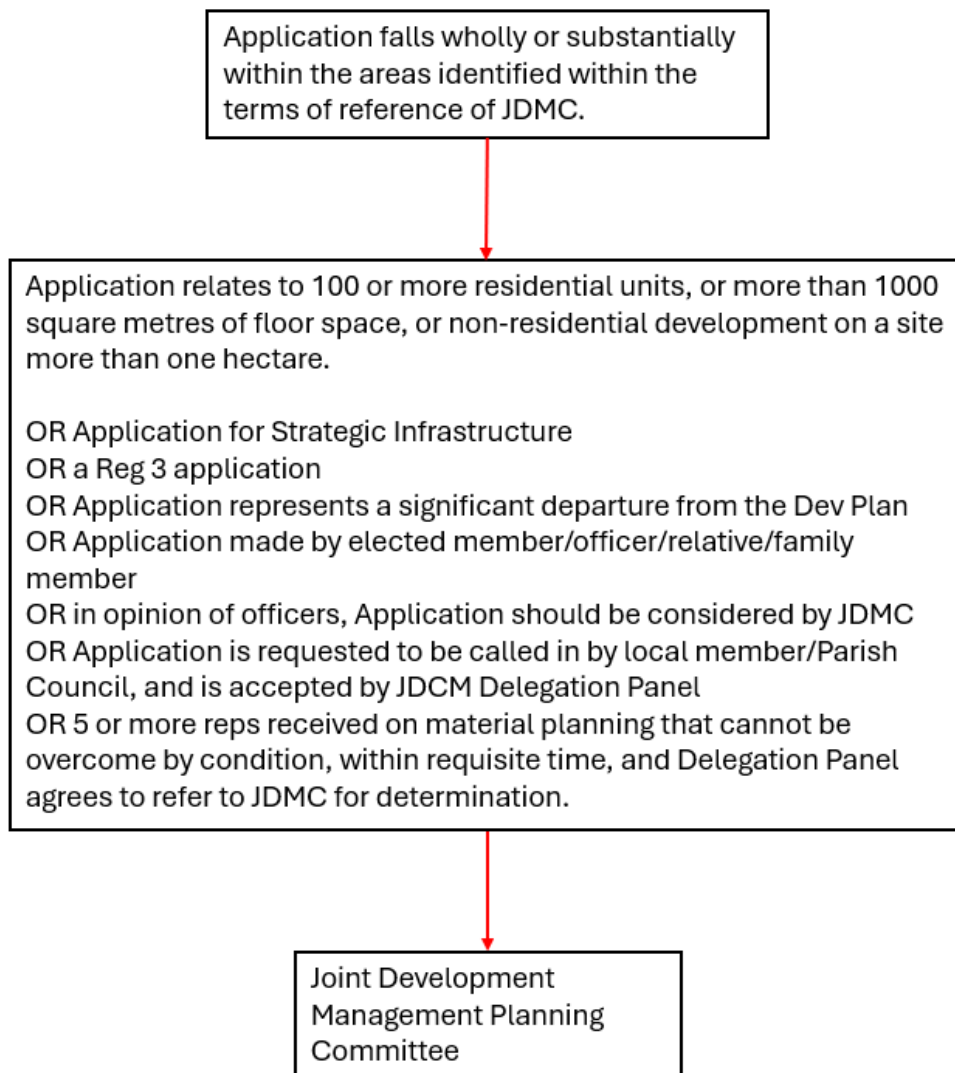 Application falls wholly or substantially
within the areas identified within the
terms of reference of JDMC.
Application relates to 100 or more residential units, or more than 1000
square metres of floor space, or non-residential development on a site
more than one hectare.
OR Application for Strategic Infrastructure
OR a Reg 3 application
OR Application represents a significant departure from the Dev Plan
OR Application made by elected member/officer/relative/family
member
OR in opinion of officers, Application should be considered by JDMC
OR Application is requested to be called in by local member/Parish
Council, and is accepted by JDCM Delegation Panel
OR 5 or more reps received on material planning that cannot be
overcome by condition, within requisite time, and Delegation Panel
agrees to refer to JDMC for determination.
Joint Development
Management Planning
Committee